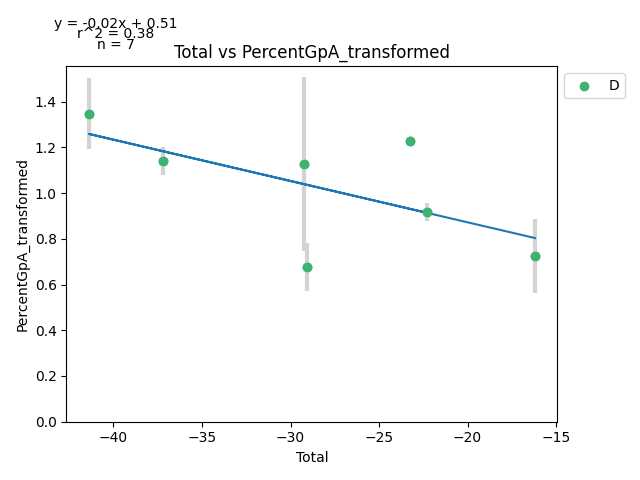 y = -0.02x + 0.51
r^2 = 0.38
n = 7
Total vs PercentGpA_transformed
D
PercentGpA_transformed
1.4
1.2
1.0
0.8
0.6
0.4
0.2
0.0
−40
−35
−30
−25
−20
−15
Total